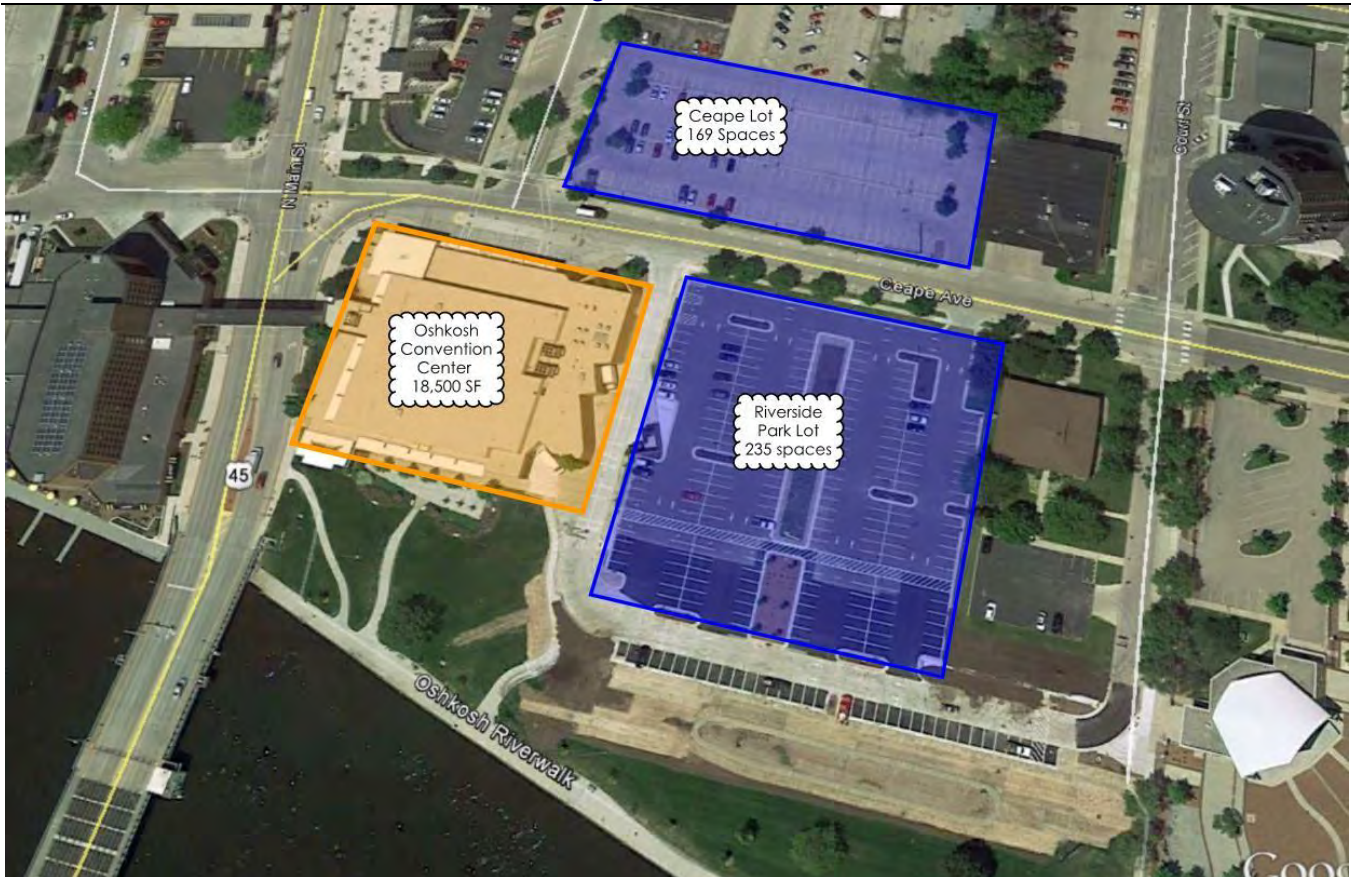 Ceape Lot
169 Spaces
N Main St
Court St
Ceape Ave
Oshkosh
Convention
Center
18,500 SF
Riverside
Park Lot
235 spaces
45
Oshkosh Riverwalk